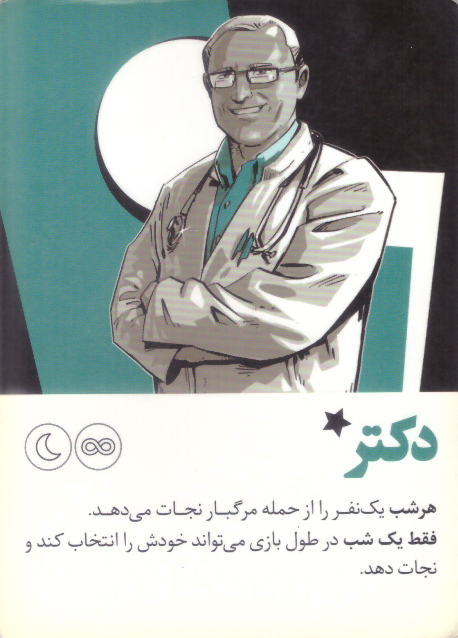 دکتر
هرشب یک‌نفر را از حمله مرگبار نجات می‌دهد.
فقط یک شب در طول بازی می‌تواند خودش را انتخاب کند و
نجات دهد.